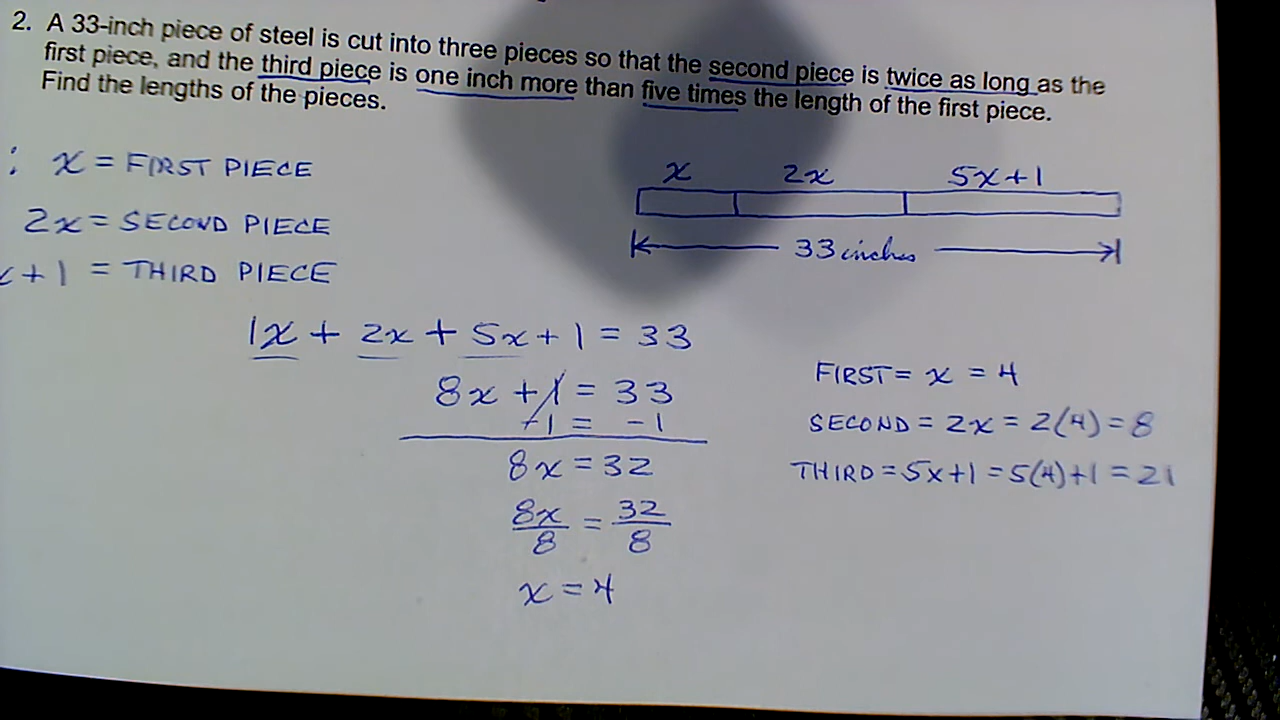 2. A 33-inch piece of steel is cut into three pieces so that the second piece is twice as long as the
first piece, and the third piece is one inch more than five times the length of the first piece.
Find the lengths of the pieces.
: x = FIRST PIECE
2x = SECOND PIECE
x + 1 = THIRD PIECE
x 2x 5x+1
33 inches
1x + 2x + 5x + 1 = 33
8x + 1 = 33
-1 = -1
8x = 32
8x/8 = 32/8
x = 4
FIRST = x = 4
SECOND = 2x = 2(4) = 8
THIRD = 5x+1 = 5(4)+1 = 21